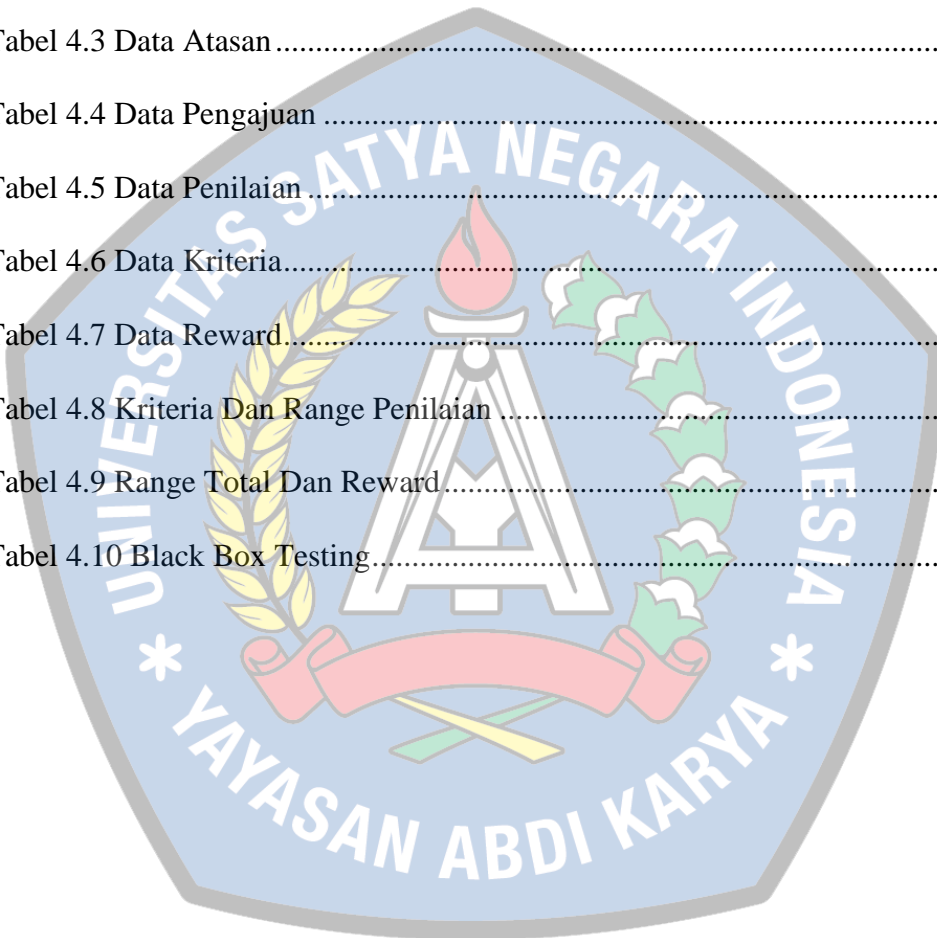 Tabel 4.3 Data Atasan ................................................................
Tabel 4.4 Data Pengajuan ................................................................
Tabel 4.5 Data Penilaian ................................................................
Tabel 4.6 Data Kriteria ................................................................
Tabel 4.7 Data Reward ................................................................
Tabel 4.8 Kriteria Dan Range Penilaian ................................................................
Tabel 4.9 Range Total Dan Reward ................................................................
Tabel 4.10 Black Box Testing ................................................................
UNIVERSITAS SATYA NEGARA INDONESIA
* YAYASAN ABDI KARYA *